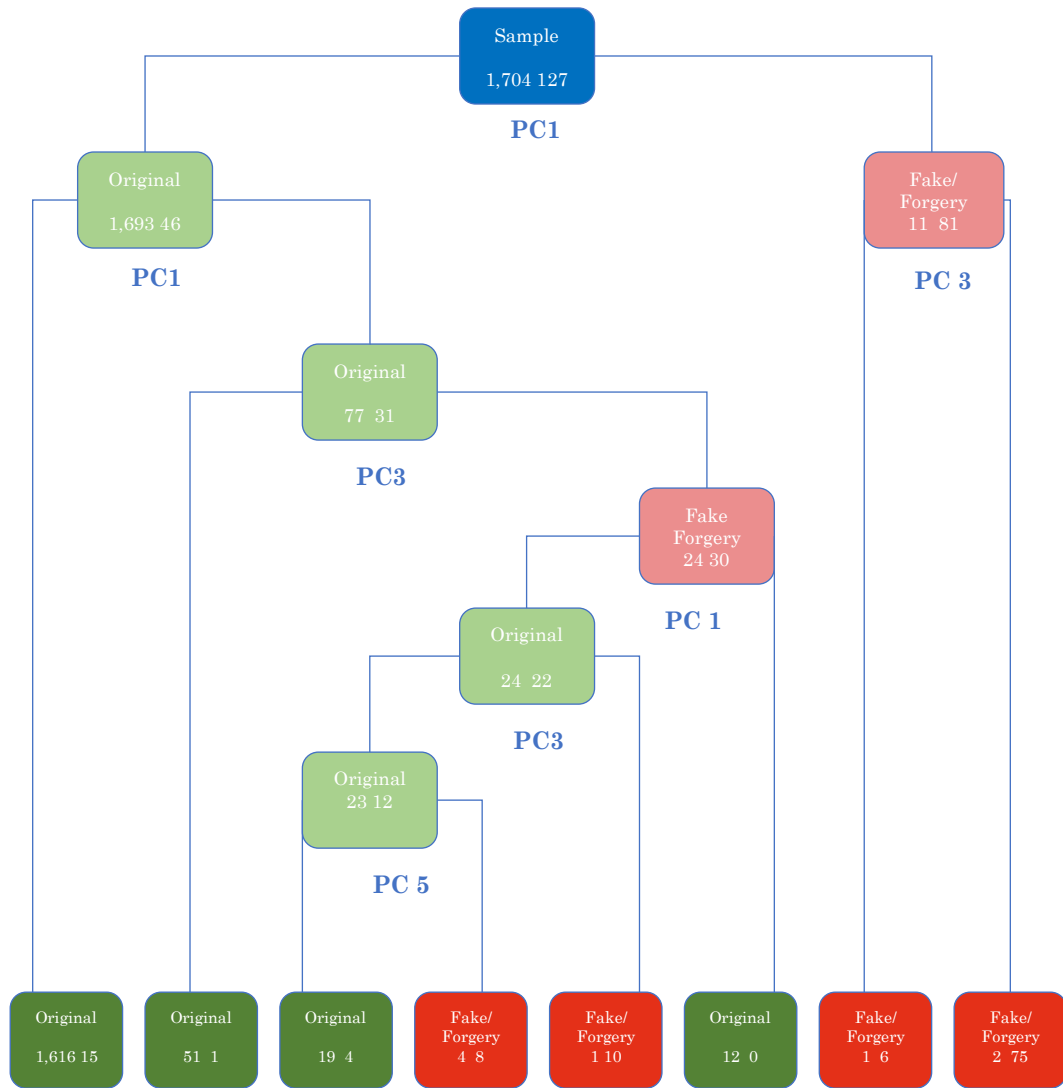 Sample
1,704 127
PC1
Original
1,693 46
PC1
Fake/
Forgery
11 81
PC 3
Original
77 31
PC3
Fake
Forgery
24 30
PC 1
Original
24 22
PC3
Original
23 12
PC 5
Original
1,616 15
Original
51 1
Original
19 4
Fake/
Forgery
4 8
Fake/
Forgery
1 10
Original
12 0
Fake/
Forgery
1 6
Fake/
Forgery
2 75